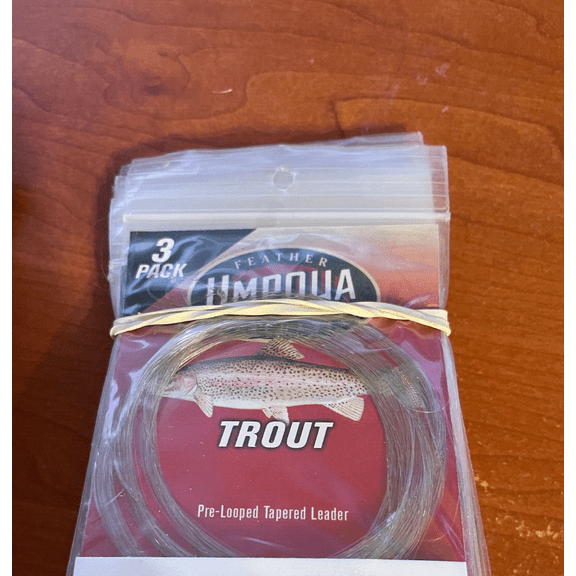 3
PACK
FEATHER
UMPQUA
TROUT
Pre-Looped Tapered Leader